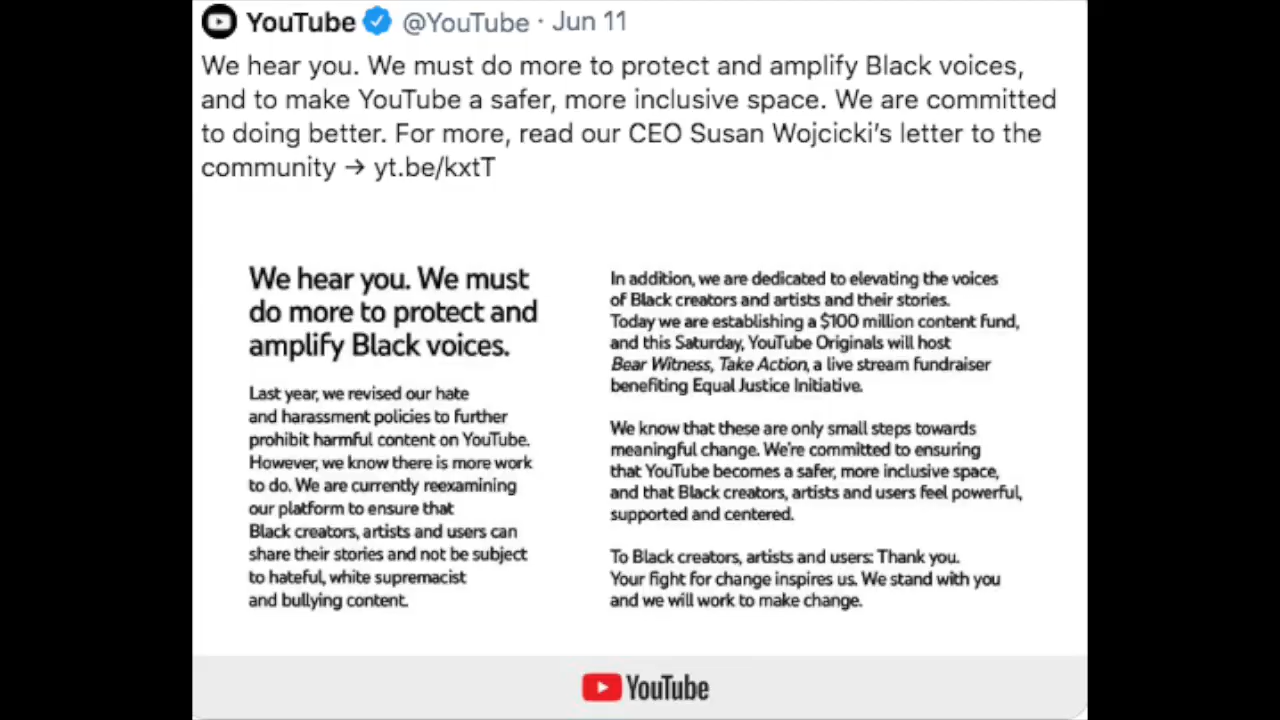 YouTube @YouTube · Jun 11
We hear you. We must do more to protect and amplify Black voices,
and to make YouTube a safer, more inclusive space. We are committed
to doing better. For more, read our CEO Susan Wojcicki’s letter to the
community → yt.be/kxtT
We hear you. We must
do more to protect and
amplify Black voices.
Last year, we revised our hate
and harassment policies to further
prohibit harmful content on YouTube.
However, we know there is more work
to do. We are currently reexamining
our platform to ensure that
Black creators, artists and users can
share their stories and not be subject
to hateful, white supremacist
and bullying content.
In addition, we are dedicated to elevating the voices
of Black creators and artists and their stories.
Today we are establishing a $100 million content fund,
and this Saturday, YouTube Originals will host
Bear Witness, Take Action, a live stream fundraiser
benefiting Equal Justice Initiative.
We know that these are only small steps towards
meaningful change. We’re committed to ensuring
that YouTube becomes a safer, more inclusive space,
and that Black creators, artists and users feel powerful,
supported and centered.
To Black creators, artists and users: Thank you.
Your fight for change inspires us. We stand with you
and we will work to make change.
YouTube